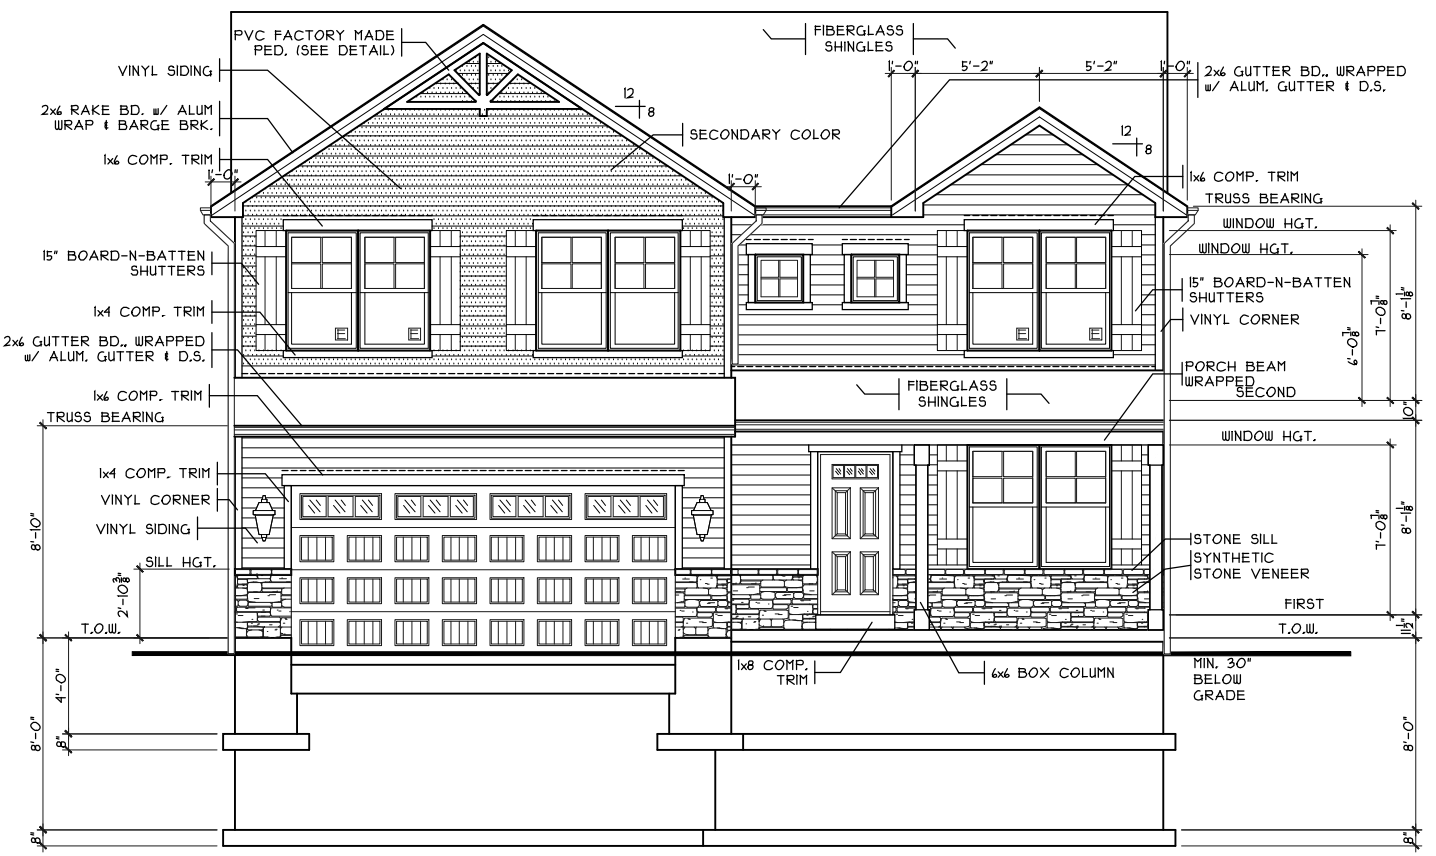 PVC FACTORY MADE
PED. (SEE DETAIL)
FIBERGLASS
SHINGLES
VINYL SIDING
1'-0"
5'-2"
5'-2"
1'-0"
2x6 GUTTER BD., WRAPPED
w/ ALUM. GUTTER & D.S.
2x6 RAKE BD. w/ ALUM
WRAP & BARGE BRK.
12
8
SECONDARY COLOR
12
8
1x6 COMP. TRIM
1'-0"
1'-0"
1x6 COMP. TRIM
TRUSS BEARING
WINDOW HGT.
WINDOW HGT.
15" BOARD-N-BATTEN
SHUTTERS
15" BOARD-N-BATTEN
SHUTTERS
8'-1 1/8"
7'-0 7/8"
6'-0 7/8"
1x4 COMP. TRIM
VINYL CORNER
E
E
E
2x6 GUTTER BD., WRAPPED
w/ ALUM. GUTTER & D.S.
PORCH BEAM
WRAPPED
SECOND
FIBERGLASS
SHINGLES
1x6 COMP. TRIM
10"
TRUSS BEARING
WINDOW HGT.
1x4 COMP. TRIM
VINYL CORNER
VINYL SIDING
8'-10"
7'-0 7/8"
8'-1 1/8"
STONE SILL
SYNTHETIC
STONE VENEER
SILL HGT.
2'-10 3/8"
FIRST
T.O.W.
T.O.W.
11 1/2"
1x8 COMP.
TRIM
6x6 BOX COLUMN
MIN. 30"
BELOW
GRADE
4'-0"
8'-0"
8"
8'-0"
8"
8"